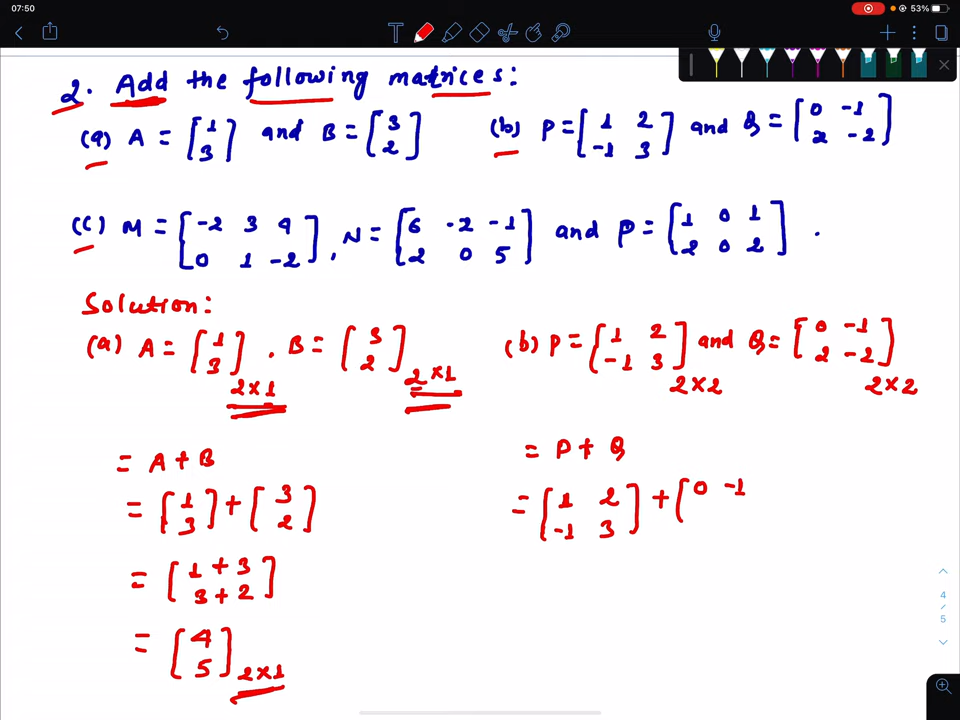 07:50
53%
2. Add the following matrices:
(a) A = [1 3] and B = [3 2] (b) P = [1 2 -1 3] and Q = [0 -1 2 -2]
(c) M = [-2 3 4 0 1 -2], N = [6 -2 -1 2 0 5] and P = [1 0 1 2 0 2].
Solution:
(a) A = [1 3] 2×1, B = [3 2] 2×1
(b) P = [1 2 -1 3] 2×2 and Q = [0 -1 2 -2] 2×2
= A + B
= [1 3] + [3 2]
= [1 + 3 3 + 2]
= [4 5] 2×1
= P + Q
= [1 2 -1 3] + [0 -1
4
/
5